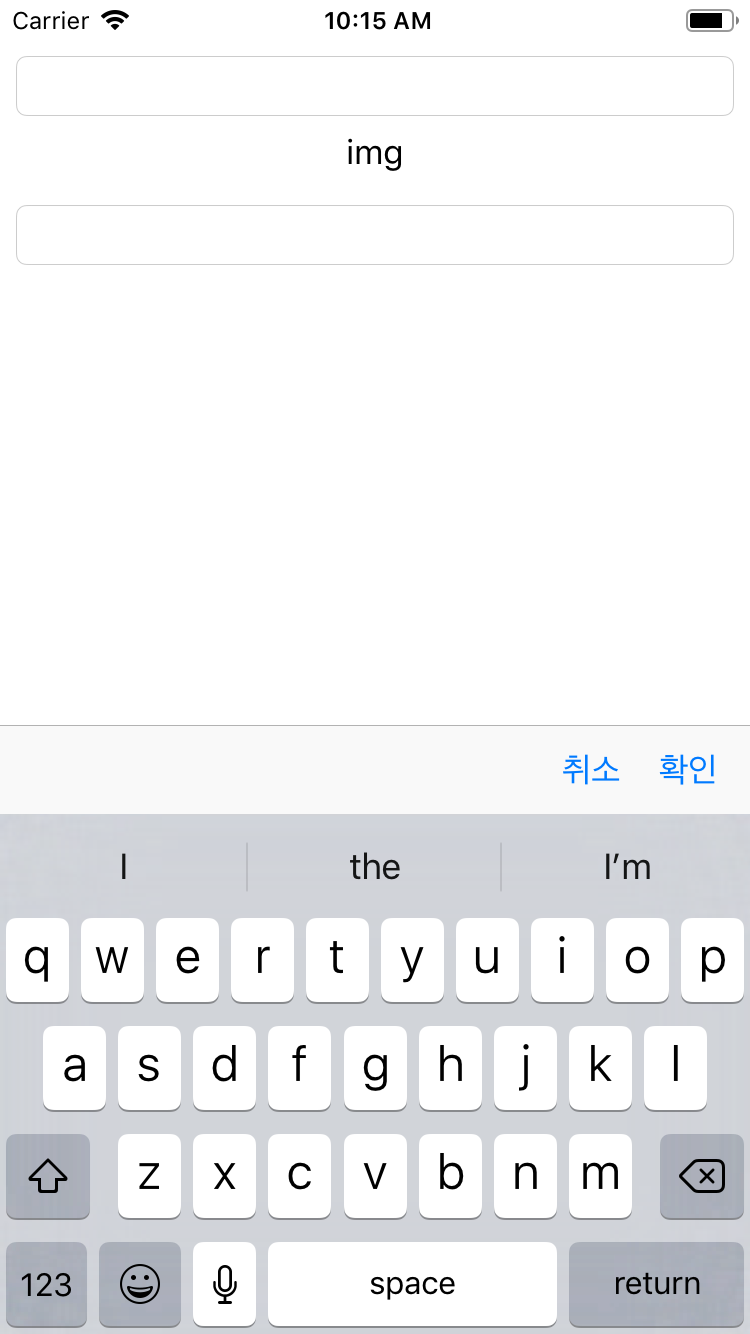 Carrier 10:15 AM
img
취소 확인
I the I’m
q w e r t y u i o p
a s d f g h j k l
z x c v b n m
123 space return